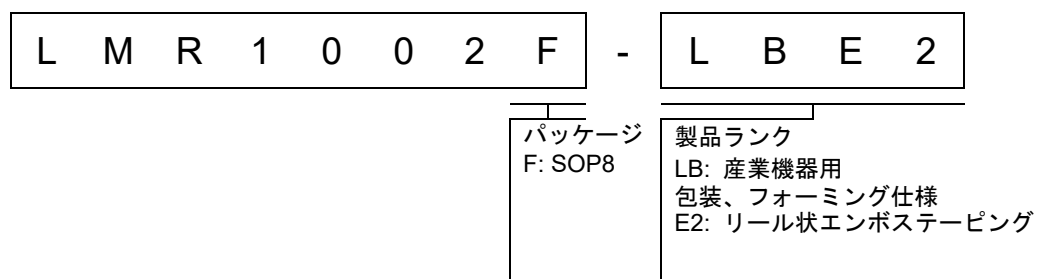 L M R 1 0 0 2 F - L B E 2
パッケージ
F: SOP8
製品ランク
LB: 産業機器用
包装、フォーミング仕様
E2: リール状エンボステーピング